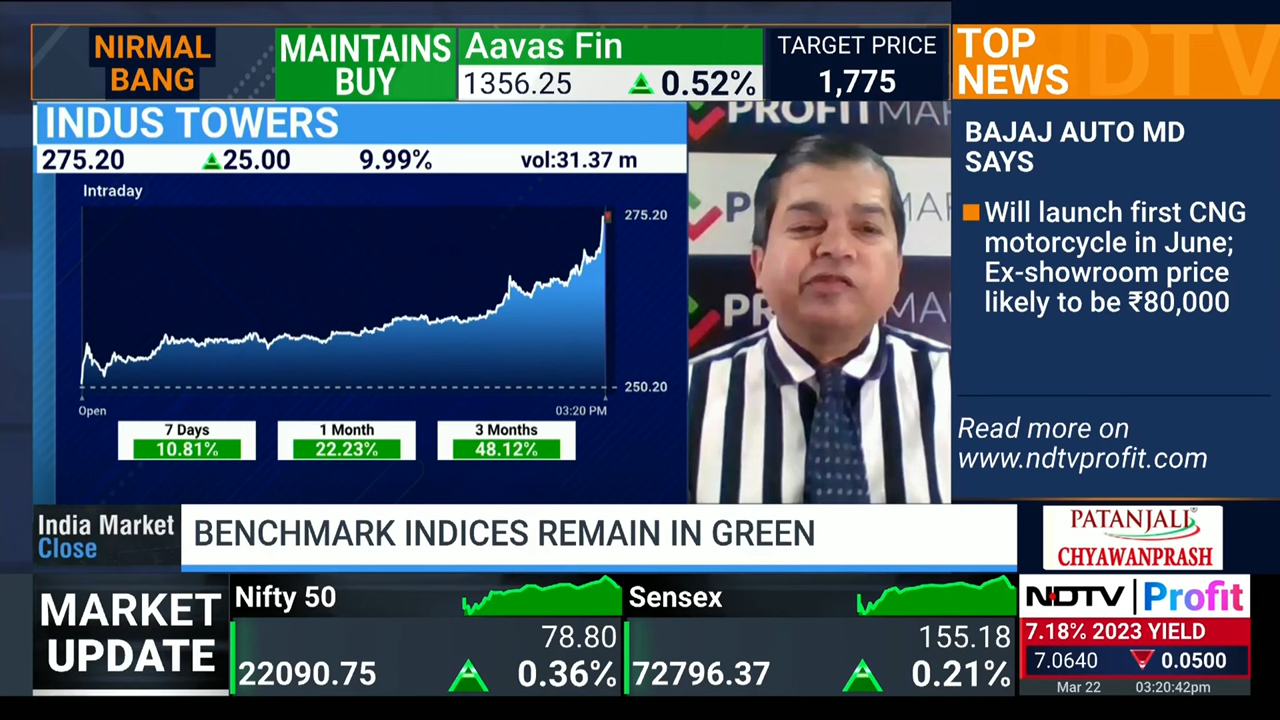 NIRMAL
BANG
MAINTAINS
BUY
Aavas Fin
1356.25 0.52%
TARGET PRICE
1,775
TOP
NEWS
NDTV
INDUS TOWERS
275.20 25.00 9.99% vol:31.37 m
Intraday
275.20
250.20
Open
03:20 PM
7 Days
10.81%
1 Month
22.23%
3 Months
48.12%
PROFITMAR
BAJAJ AUTO MD
SAYS
Will launch first CNG
motorcycle in June;
Ex-showroom price
likely to be ₹80,000
Read more on
www.ndtvprofit.com
India Market
Close
BENCHMARK INDICES REMAIN IN GREEN
PATANJALI®
CHYAWANPRASH
MARKET
UPDATE
Nifty 50
78.80
22090.75 0.36%
Sensex
155.18
72796.37 0.21%
NDTV Profit
7.18% 2023 YIELD
7.0640 0.0500
Mar 22 03:20:42pm